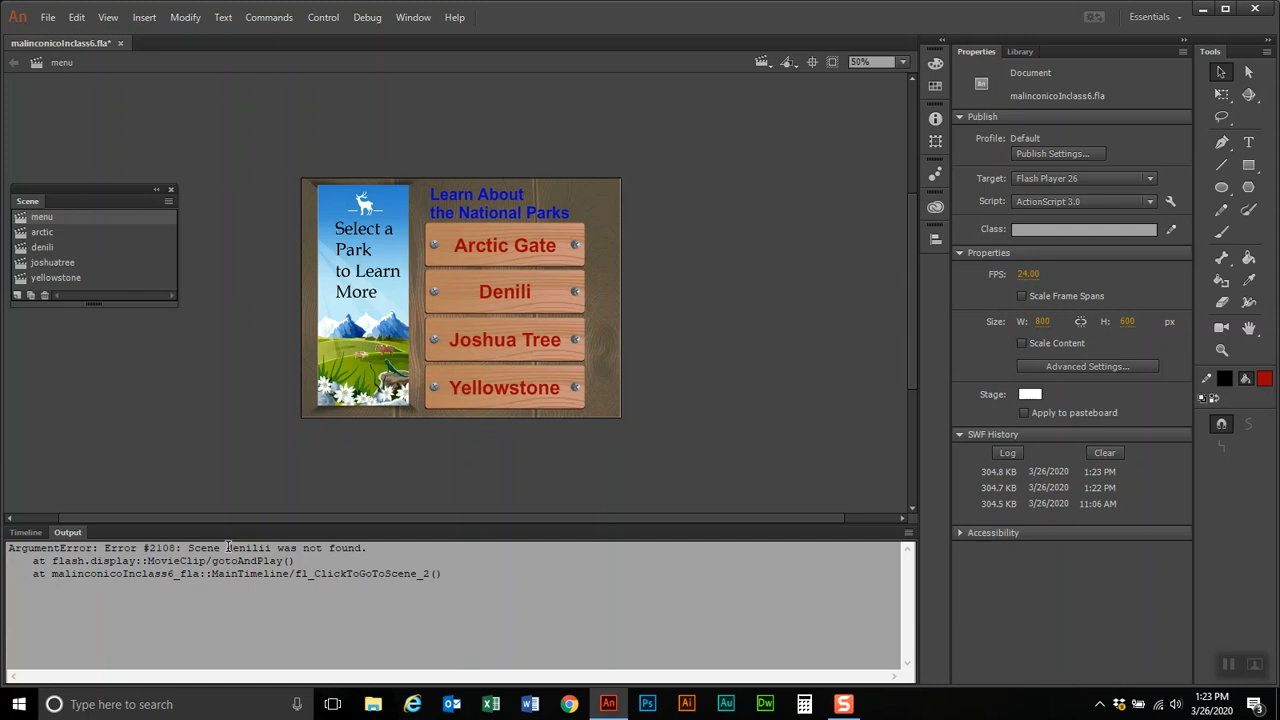 An File Edit View Insert Modify Text Commands Control Debug Window Help Essentials
malinconicoInclass6.fla* ×
menu 50%
Scene
menu
arctic
denili
joshuatree
yellowstone
Select a
Park
to Learn
More
Learn About
the National Parks
Arctic Gate
Denili
Joshua Tree
Yellowstone
Timeline Output
ArgumentError: Error #2108: Scene denilii was not found.
at flash.display::MovieClip/gotoAndPlay()
at malinconicoInclass6_fla::MainTimeline/fl_ClickToGoToScene_2()
Properties Library
Document
malinconicoInclass6.fla
Publish
Profile: Default
Publish Settings...
Target: Flash Player 26
Script: ActionScript 3.0
Class:
Properties
FPS: 24.00
Scale Frame Spans
Size: W: 800 H: 600 px
Scale Content
Advanced Settings...
Stage:
Apply to pasteboard
SWF History
Log Clear
304.8 KB 3/26/2020 1:23 PM
304.7 KB 3/26/2020 1:22 PM
304.5 KB 3/26/2020 11:06 AM
Accessibility
Tools
T
Type here to search
An Ps Ai Au Dw S
1:23 PM
3/26/2020